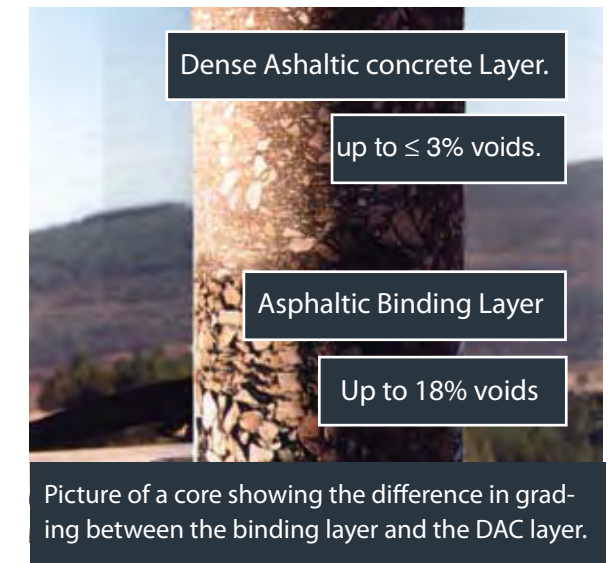 Dense Ashaltic concrete Layer.
up to ≤ 3% voids.
Asphaltic Binding Layer
Up to 18% voids
Picture of a core showing the difference in grad-
ing between the binding layer and the DAC layer.